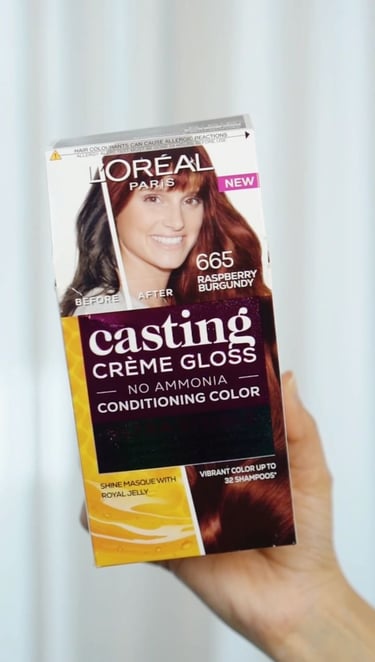 HAIR COLOURANTS CAN CAUSE ALLERGIC REACTIONS
L'ORÉAL
PARIS
NEW
665
RASPBERRY
BURGUNDY
BEFORE
AFTER
casting
CRÈME GLOSS
NO AMMONIA
CONDITIONING COLOR
SHINE MASQUE WITH
ROYAL JELLY
VIBRANT COLOR UP TO
32 SHAMPOOS*